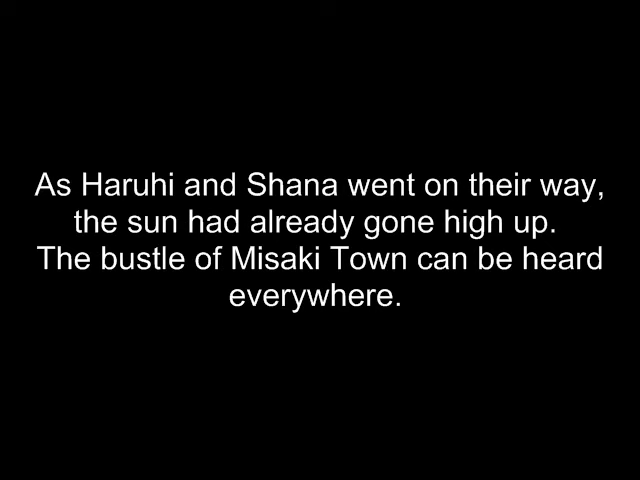 As Haruhi and Shana went on their way,
the sun had already gone high up.
The bustle of Misaki Town can be heard
everywhere.